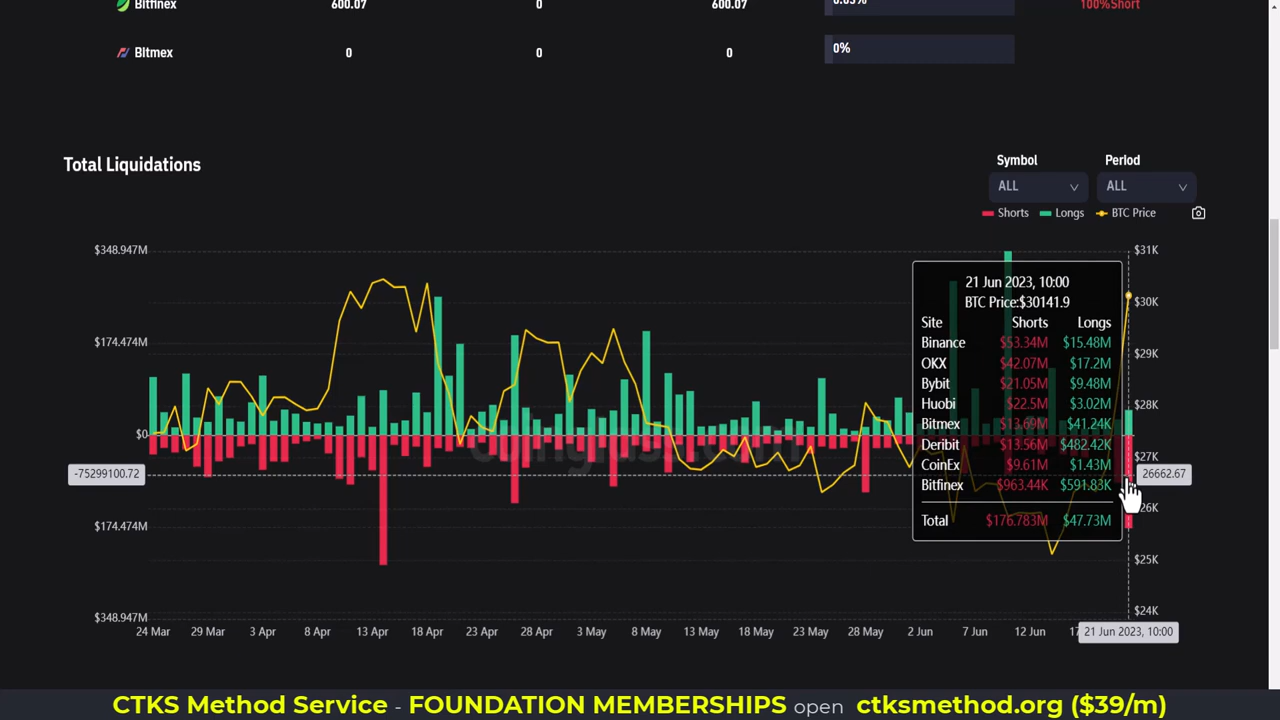 Bitfinex 600.07 0 600.07 0.03% 100%Short
Bitmex 0 0 0 0%
Total Liquidations
Symbol Period
ALL ALL
Shorts Longs BTC Price
$348.947M $31K
$30K
$174.474M $29K
$28K
$0
$27K
-75299100.72 26662.67
26K
$174.474M
$25K
$348.947M $24K
21 Jun 2023, 10:00
BTC Price:$30141.9
Site Shorts Longs
Binance $53.34M $15.48M
OKX $42.07M $17.2M
Bybit $21.05M $9.48M
Huobi $22.5M $3.02M
Bitmex $13.69M $41.24K
Deribit $13.56M $482.42K
CoinEx $9.61M $1.43M
Bitfinex $963.44K $591.83K
Total $176.783M $47.73M
24 Mar 29 Mar 3 Apr 8 Apr 13 Apr 18 Apr 23 Apr 28 Apr 3 May 8 May 13 May 18 May 23 May 28 May 2 Jun 7 Jun 12 Jun 17 21 Jun 2023, 10:00
CTKS Method Service - FOUNDATION MEMBERSHIPS open ctksmethod.org ($39/m)